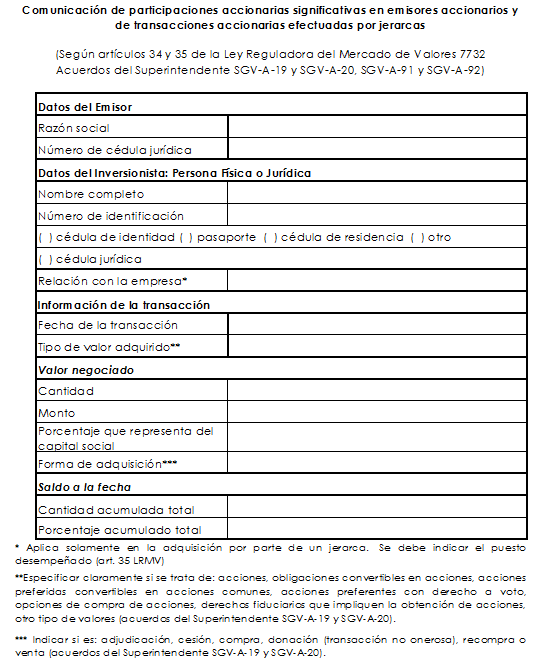 Comunicación de participaciones accionarias significativas en emisores accionarios y
de transacciones accionarias efectuadas por jerarcas
(Según artículos 34 y 35 de la Ley Reguladora del Mercado de Valores 7732
Acuerdos del Superintendente SGV-A-19 y SGV-A-20, SGV-A-91 y SGV-A-92)
Datos del Emisor
Razón social
Número de cédula jurídica
Datos del Inversionista: Persona Física o Jurídica
Nombre completo
Número de identificación
( ) cédula de identidad ( ) pasaporte ( ) cédula de residencia ( ) otro
( ) cédula jurídica
Relación con la empresa*
Información de la transacción
Fecha de la transacción
Tipo de valor adquirido**
Valor negociado
Cantidad
Monto
Porcentaje que representa del
capital social
Forma de adquisición***
Saldo a la fecha
Cantidad acumulada total
Porcentaje acumulado total
* Aplica solamente en la adquisición por parte de un jerarca. Se debe indicar el puesto
desempeñado (art. 35 LRMV)
**Especificar claramente si se trata de: acciones, obligaciones convertibles en acciones, acciones
preferidas convertibles en acciones comunes, acciones preferentes con derecho a voto,
opciones de compra de acciones, derechos fiduciarios que impliquen la obtención de acciones,
otro tipo de valores (acuerdos del Superintendente SGV-A-19 y SGV-A-20).
*** Indicar si es: adjudicación, cesión, compra, donación (transacción no onerosa), recompra o
venta (acuerdos del Superintendente SGV-A-19 y SGV-A-20).